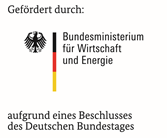 Gefördert durch:
Bundesministerium
für Wirtschaft
und Energie
aufgrund eines Beschlusses
des Deutschen Bundestages